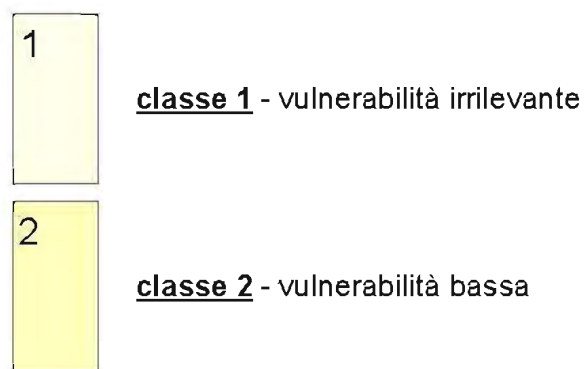 1
classe 1 - vulnerabilità irrilevante
2
classe 2 - vulnerabilità bassa